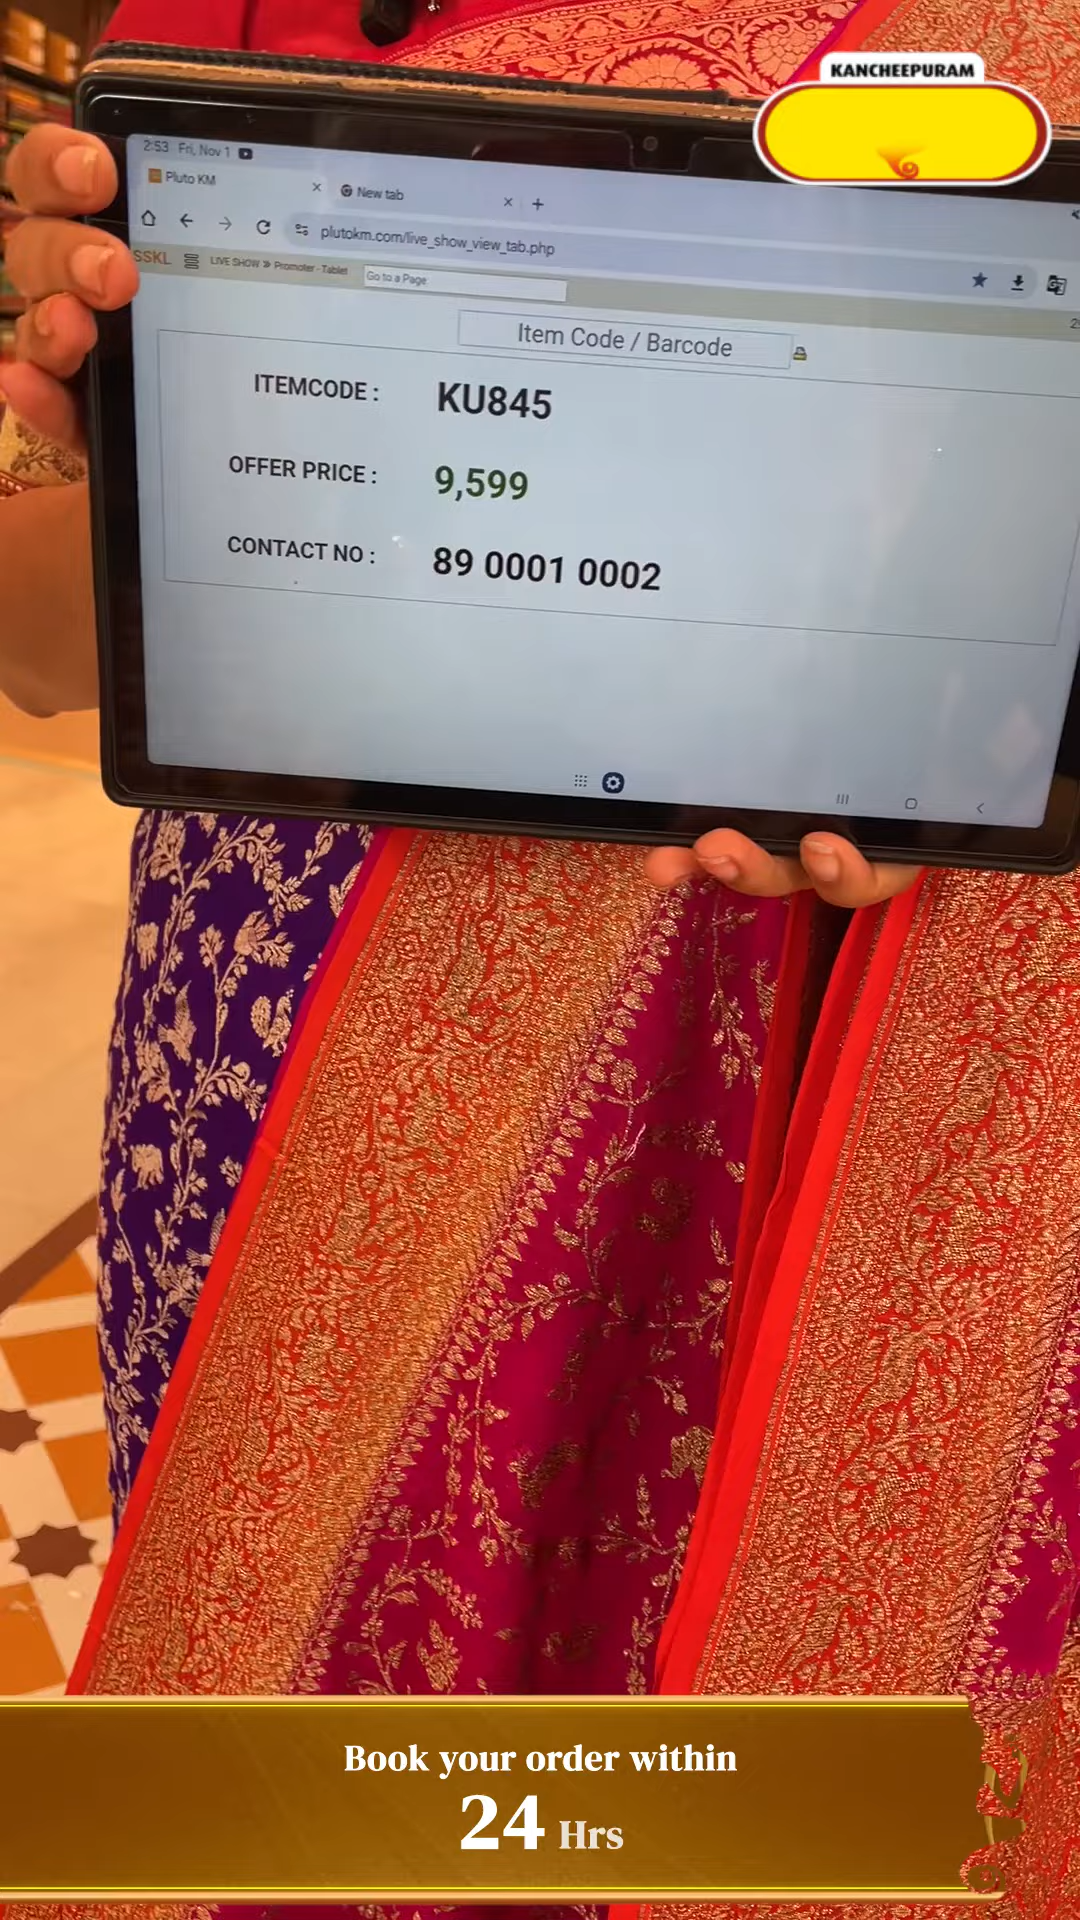 KANCHEEPURAM
2:53 Fri, Nov 1
Pluto KM
New tab
plutokm.com/live_show_view_tab.php
SSKL
LIVE SHOW » Promoter - Tablet
Go to a Page
Item Code / Barcode
ITEMCODE : KU845
OFFER PRICE : 9,599
CONTACT NO : 89 0001 0002
Book your order within
24 Hrs